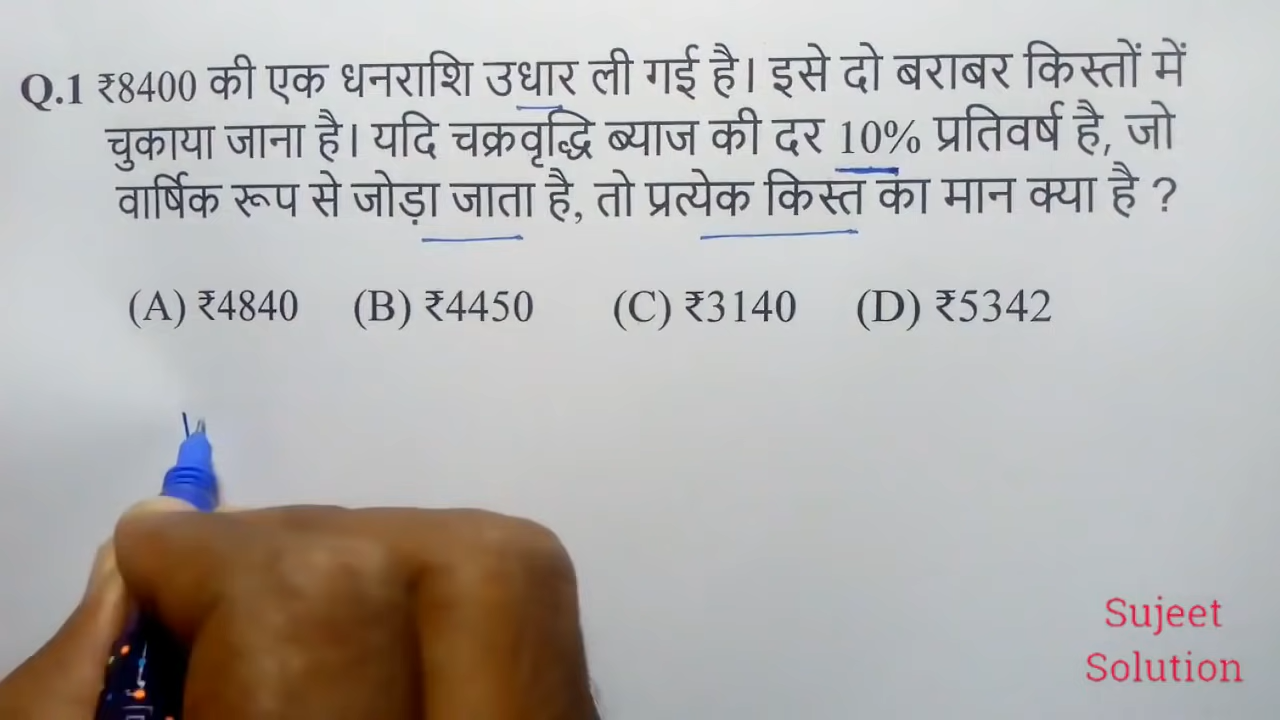 Q.1 ₹8400 की एक धनराशि उधार ली गई है। इसे दो बराबर किस्तों में
चुकाया जाना है। यदि चक्रवृद्धि ब्याज की दर 10% प्रतिवर्ष है, जो
वार्षिक रूप से जोड़ा जाता है, तो प्रत्येक किस्त का मान क्या है ?
(A) ₹4840 (B) ₹4450 (C) ₹3140 (D) ₹5342
Sujeet
Solution